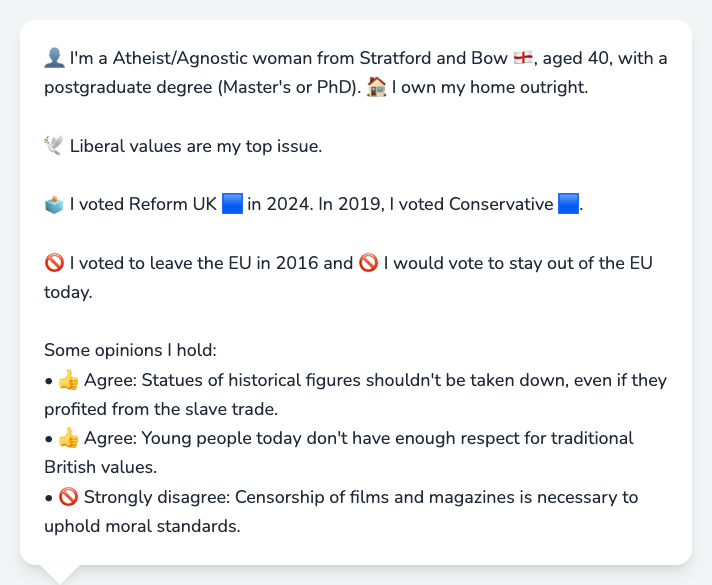 👤 I'm a Atheist/Agnostic woman from Stratford and Bow 🏴󠁧󠁢󠁥󠁮󠁧󠁿, aged 40, with a
postgraduate degree (Master's or PhD). 🏠 I own my home outright.
🕊️ Liberal values are my top issue.
🗳️ I voted Reform UK 🟦 in 2024. In 2019, I voted Conservative 🟦.
🚫 I voted to leave the EU in 2016 and 🚫 I would vote to stay out of the EU
today.
Some opinions I hold:
• 👍 Agree: Statues of historical figures shouldn't be taken down, even if they
profited from the slave trade.
• 👍 Agree: Young people today don't have enough respect for traditional
British values.
• 🚫 Strongly disagree: Censorship of films and magazines is necessary to
uphold moral standards.